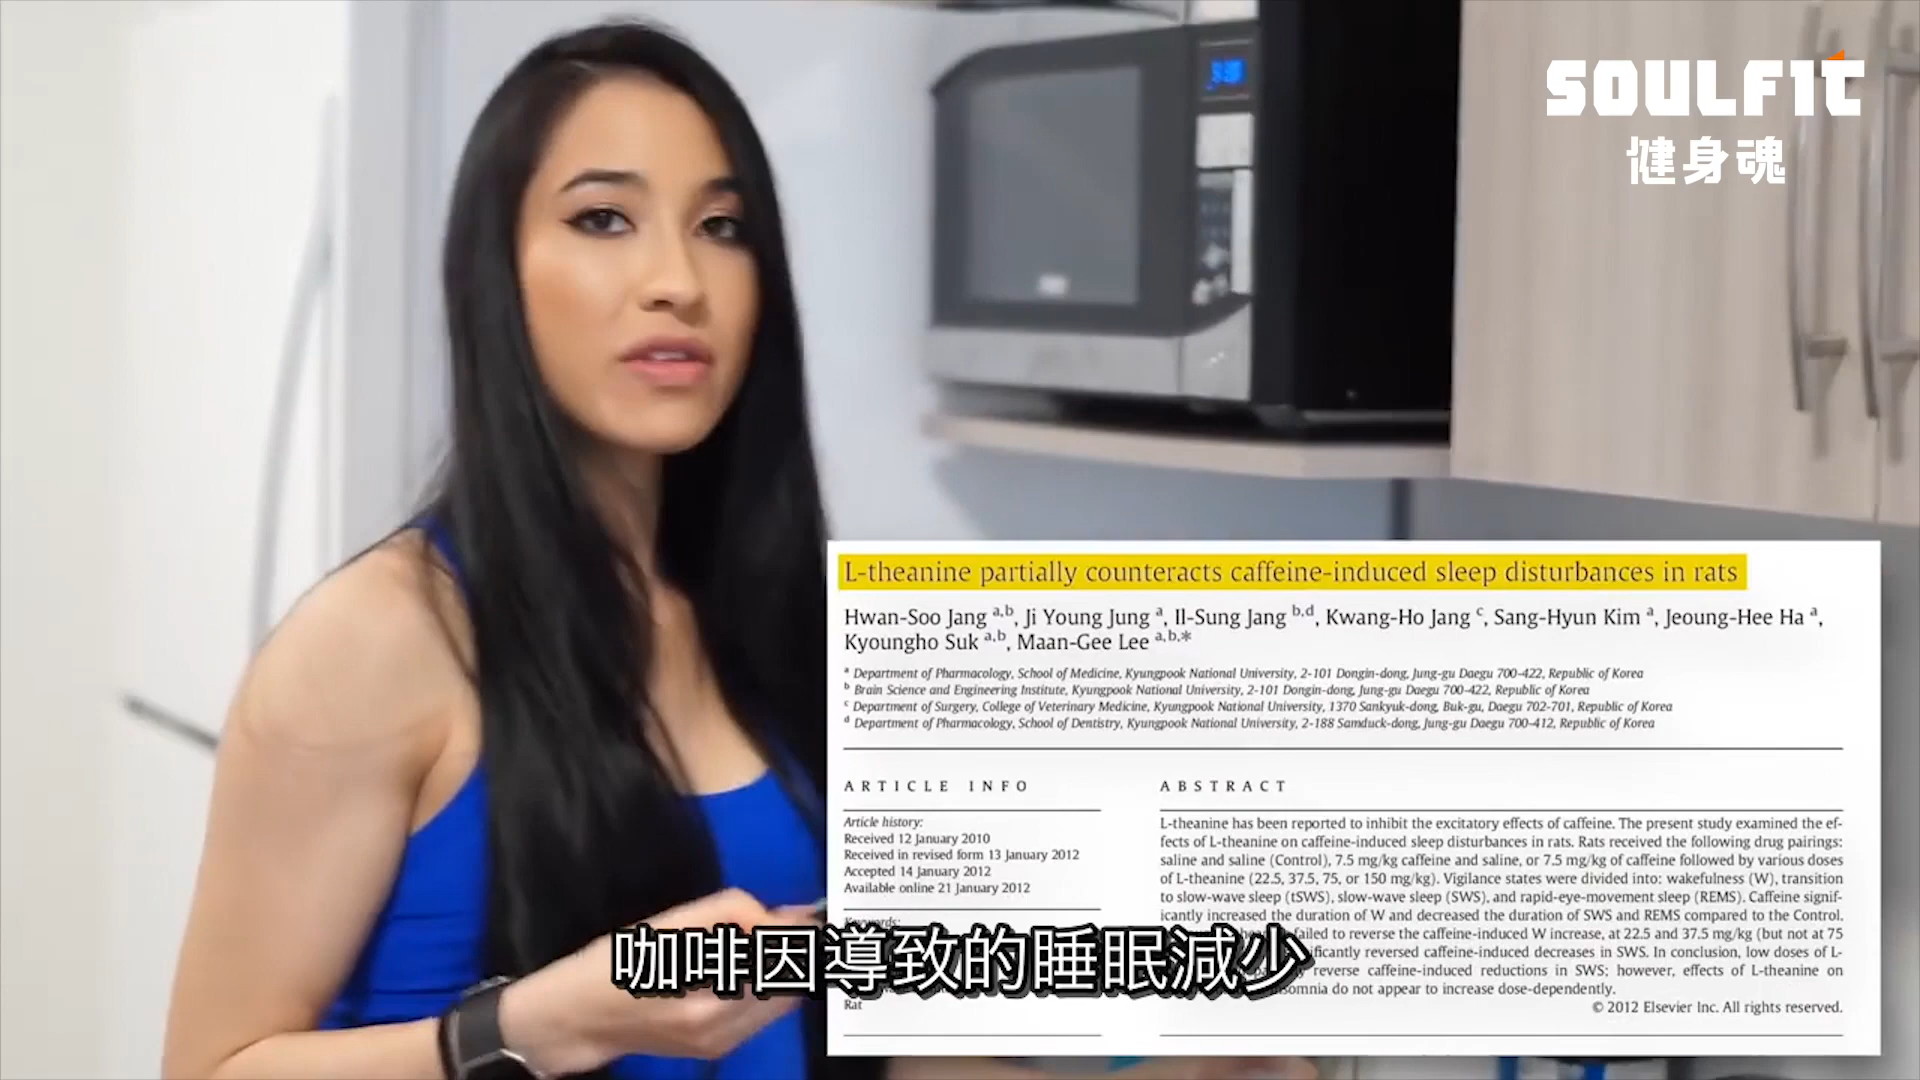 SOULFIT
健身魂
L-theanine partially counteracts caffeine-induced sleep disturbances in rats
Hwan-Soo Jang a,b, Ji Young Jung a, Il-Sung Jang b,d, Kwang-Ho Jang c, Sang-Hyun Kim a, Jeoung-Hee Ha a,
Kyoungho Suk a,b, Maan-Gee Lee a,b,*
a Department of Pharmacology, School of Medicine, Kyungpook National University, 2-101 Dongin-dong, Jung-gu Daegu 700-422, Republic of Korea
b Brain Science and Engineering Institute, Kyungpook National University, 2-101 Dongin-dong, Jung-gu Daegu 700-422, Republic of Korea
c Department of Surgery, College of Veterinary Medicine, Kyungpook National University, 1370 Sankyuk-dong, Buk-gu, Daegu 702-701, Republic of Korea
d Department of Pharmacology, School of Dentistry, Kyungpook National University, 2-188 Samduck-dong, Jung-gu Daegu 700-412, Republic of Korea
ARTICLE INFO
Article history:
Received 12 January 2010
Received in revised form 13 January 2012
Accepted 14 January 2012
Available online 21 January 2012
Keywords:
Rat
ABSTRACT
L-theanine has been reported to inhibit the excitatory effects of caffeine. The present study examined the ef-
fects of L-theanine on caffeine-induced sleep disturbances in rats. Rats received the following drug pairings:
saline and saline (Control), 7.5 mg/kg caffeine and saline, or 7.5 mg/kg of caffeine followed by various doses
of L-theanine (22.5, 37.5, 75, or 150 mg/kg). Vigilance states were divided into: wakefulness (W), transition
to slow-wave sleep (tSWS), slow-wave sleep (SWS), and rapid-eye-movement sleep (REMS). Caffeine signif-
icantly increased the duration of W and decreased the duration of SWS and REMS compared to the Control.
failed to reverse the caffeine-induced W increase, at 22.5 and 37.5 mg/kg (but not at 75
reversed caffeine-induced decreases in SWS. In conclusion, low doses of L-
reverse caffeine-induced reductions in SWS; however, effects of L-theanine on
do not appear to increase dose-dependently.
© 2012 Elsevier Inc. All rights reserved.
咖啡因導致的睡眠減少